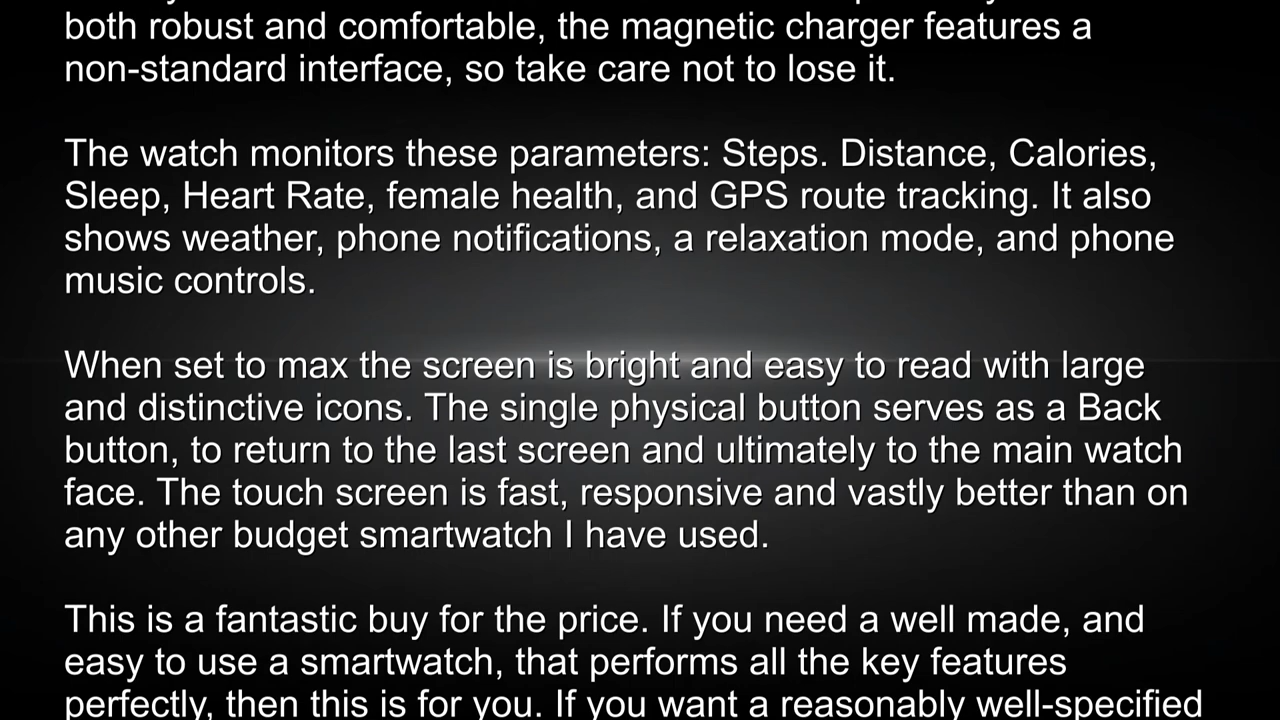 both robust and comfortable, the magnetic charger features a
non-standard interface, so take care not to lose it.
The watch monitors these parameters: Steps. Distance, Calories,
Sleep, Heart Rate, female health, and GPS route tracking. It also
shows weather, phone notifications, a relaxation mode, and phone
music controls.
When set to max the screen is bright and easy to read with large
and distinctive icons. The single physical button serves as a Back
button, to return to the last screen and ultimately to the main watch
face. The touch screen is fast, responsive and vastly better than on
any other budget smartwatch I have used.
This is a fantastic buy for the price. If you need a well made, and
easy to use a smartwatch, that performs all the key features
perfectly, then this is for you. If you want a reasonably well-specified